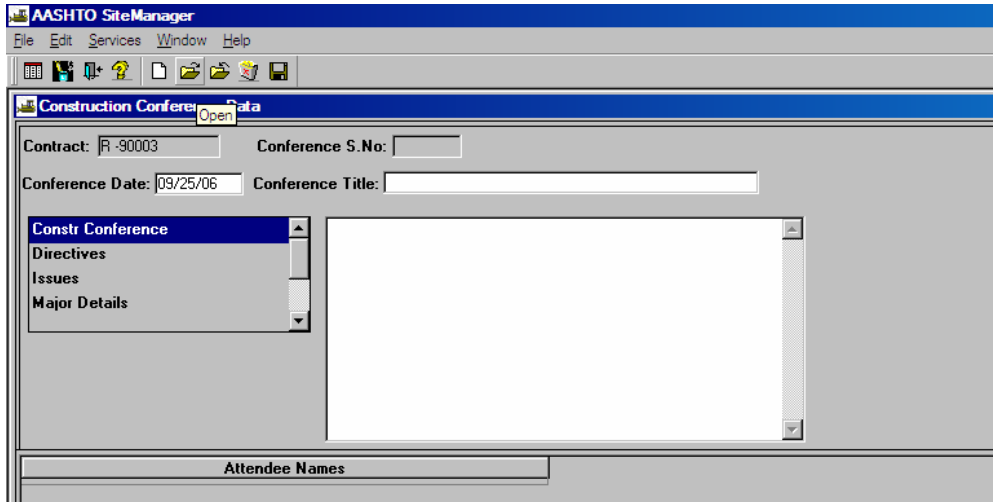 AASHTO SiteManager
File Edit Services Window Help
Construction Conference Data
Open
Contract: R -90003 Conference S.No:
Conference Date: 09/25/06 Conference Title:
Constr Conference
Directives
Issues
Major Details
Attendee Names